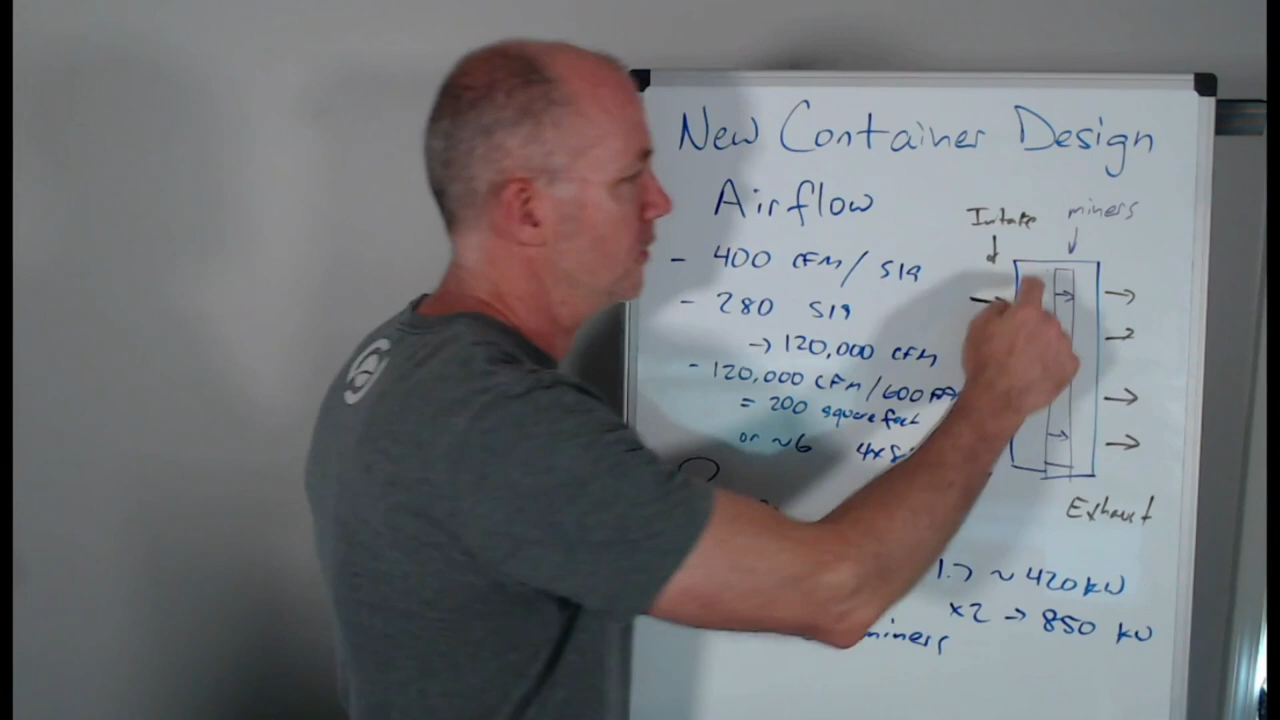 New Container Design
Airflow
- 400 CFM / S19
- 280 S19
→ 120,000 CFM
- 120,000 CFM / 600
= 200 square feet
or ~6 4x8
Intake
miners
Exhaust
1.7 ~ 420 kW
x2 → 850 kW
miners